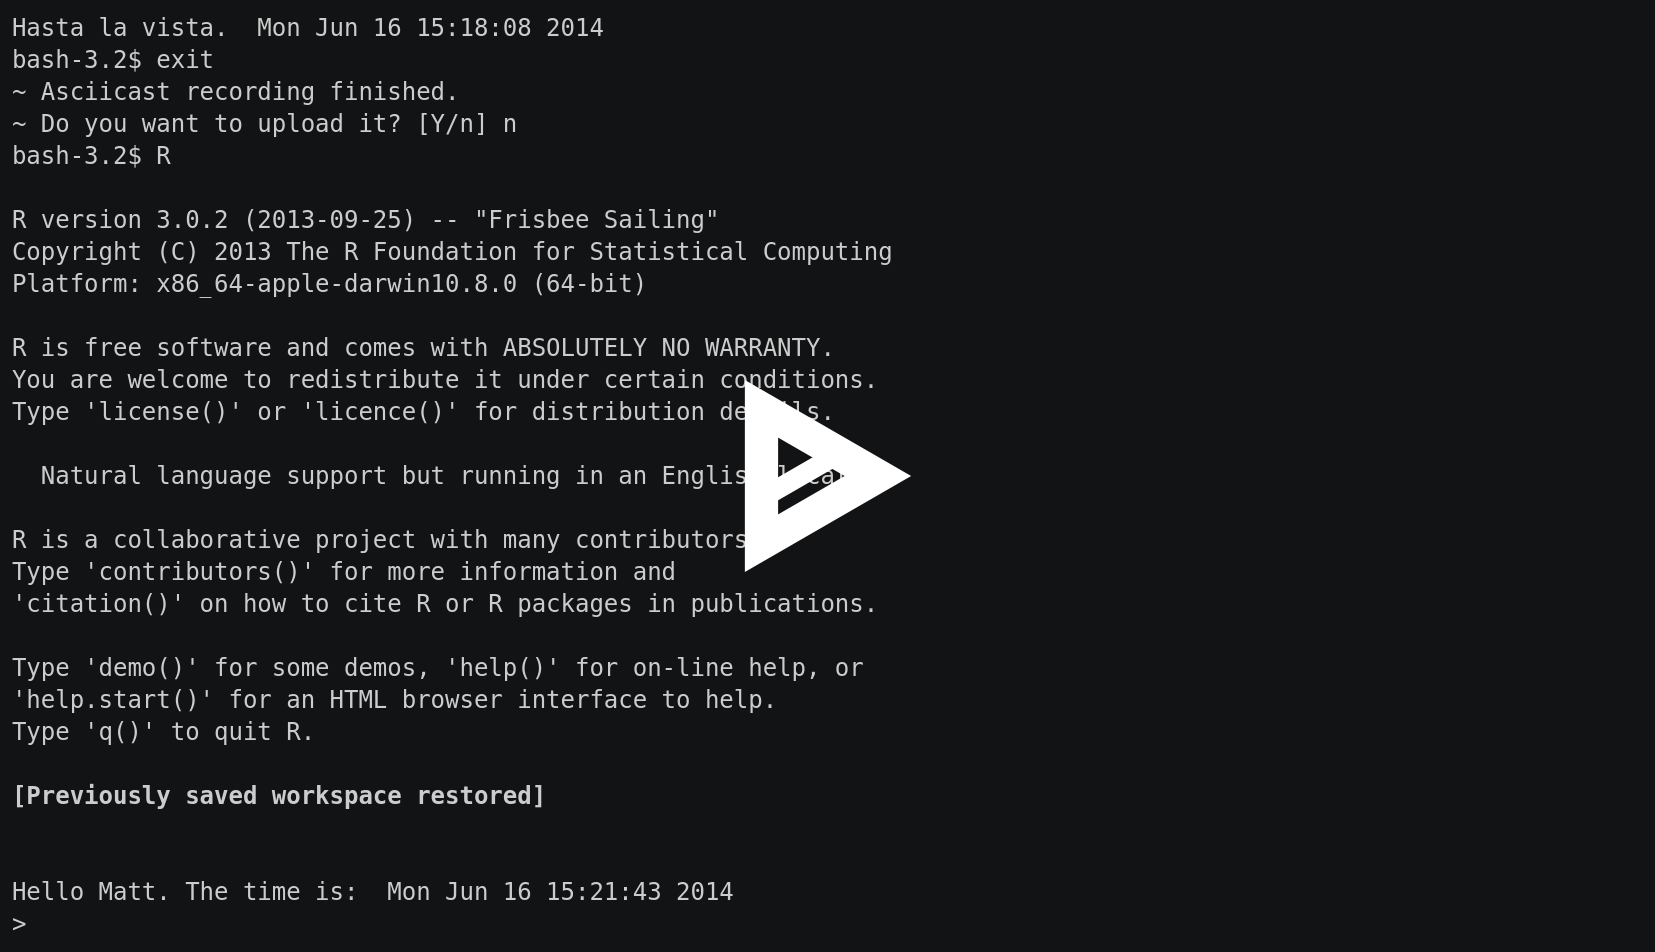 Hasta la vista.  Mon Jun 16 15:18:08 2014
bash-3.2$ exit
~ Asciicast recording finished.
~ Do you want to upload it? [Y/n] n
bash-3.2$ R
R version 3.0.2 (2013-09-25) -- "Frisbee Sailing"
Copyright (C) 2013 The R Foundation for Statistical Computing
Platform: x86_64-apple-darwin10.8.0 (64-bit)
R is free software and comes with ABSOLUTELY NO WARRANTY.
You are welcome to redistribute it under certain conditions.
Type 'license()' or 'licence()' for distribution details.
  Natural language support but running in an English locale
R is a collaborative project with many contributors
Type 'contributors()' for more information and
'citation()' on how to cite R or R packages in publications.
Type 'demo()' for some demos, 'help()' for on-line help, or
'help.start()' for an HTML browser interface to help.
Type 'q()' to quit R.
[Previously saved workspace restored]
Hello Matt. The time is:  Mon Jun 16 15:21:43 2014
>